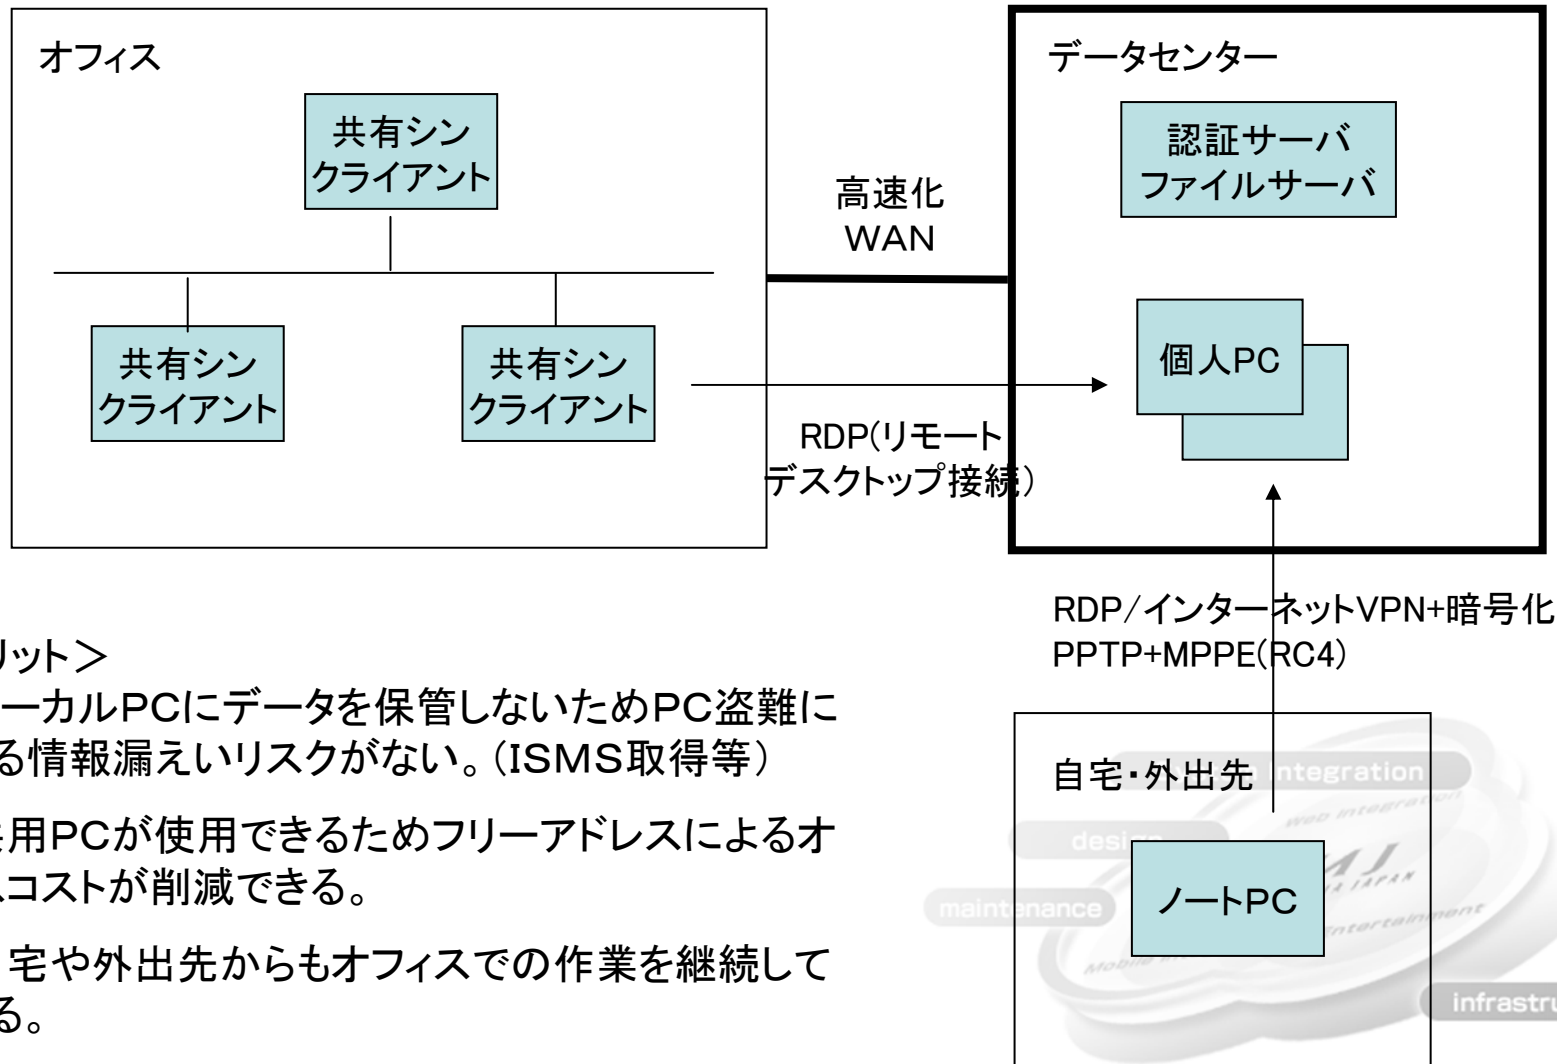 オフィス
共有シン
クライアント
共有シン
クライアント
共有シン
クライアント
高速化
WAN
RDP(リモート
デスクトップ接続)
データセンター
認証サーバ
ファイルサーバ
個人PC
RDP/インターネットVPN+暗号化
PPTP+MPPE(RC4)
自宅・外出先
ノートPC
リット＞
ーカルPCにデータを保管しないためPC盗難に
る情報漏えいリスクがない。（ISMS取得等）
用PCが使用できるためフリーアドレスによるオ
コストが削減できる。
宅や外出先からもオフィスでの作業を継続して
る。
ntegration
Web Integration
desi
maintenance
MJ
Entertainment
infrastru